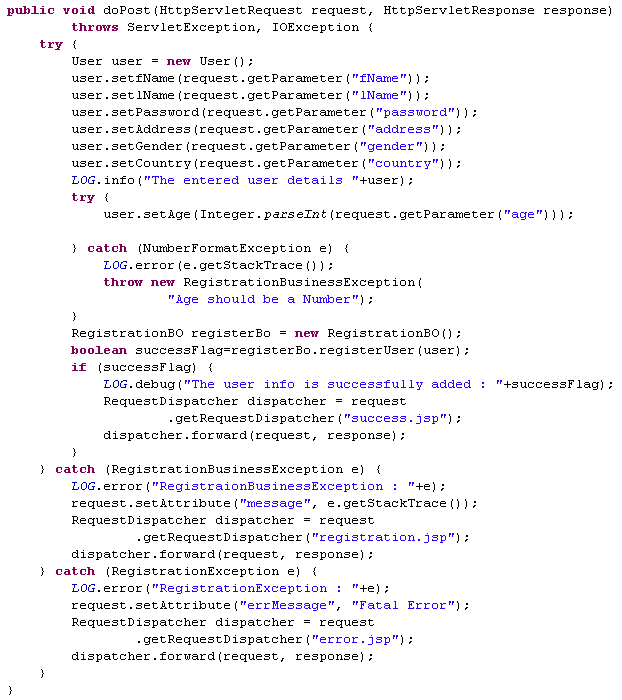 public void doPost(HttpServletRequest request, HttpServletResponse response)
        throws ServletException, IOException {
    try {
        User user = new User();
        user.setfName(request.getParameter("fName"));
        user.setlName(request.getParameter("lName"));
        user.setPassword(request.getParameter("password"));
        user.setAddress(request.getParameter("address"));
        user.setGender(request.getParameter("gender"));
        user.setCountry(request.getParameter("country"));
        LOG.info("The entered user details "+user);
        try {
            user.setAge(Integer.parseInt(request.getParameter("age")));

        } catch (NumberFormatException e) {
            LOG.error(e.getStackTrace());
            throw new RegistrationBusinessException(
                    "Age should be a Number");
        }
        RegistrationBO registerBo = new RegistrationBO();
        boolean successFlag=registerBo.registerUser(user);
        if (successFlag) {
            LOG.debug("The user info is successfully added : "+successFlag);
            RequestDispatcher dispatcher = request
                    .getRequestDispatcher("success.jsp");
            dispatcher.forward(request, response);
        }
    } catch (RegistrationBusinessException e) {
        LOG.error("RegistraionBusinessException : "+e);
        request.setAttribute("message", e.getStackTrace());
        RequestDispatcher dispatcher = request
                .getRequestDispatcher("registration.jsp");
        dispatcher.forward(request, response);
    } catch (RegistrationException e) {
        LOG.error("RegistrationException : "+e);
        request.setAttribute("errMessage", "Fatal Error");
        RequestDispatcher dispatcher = request
                .getRequestDispatcher("error.jsp");
        dispatcher.forward(request, response);
    }
}